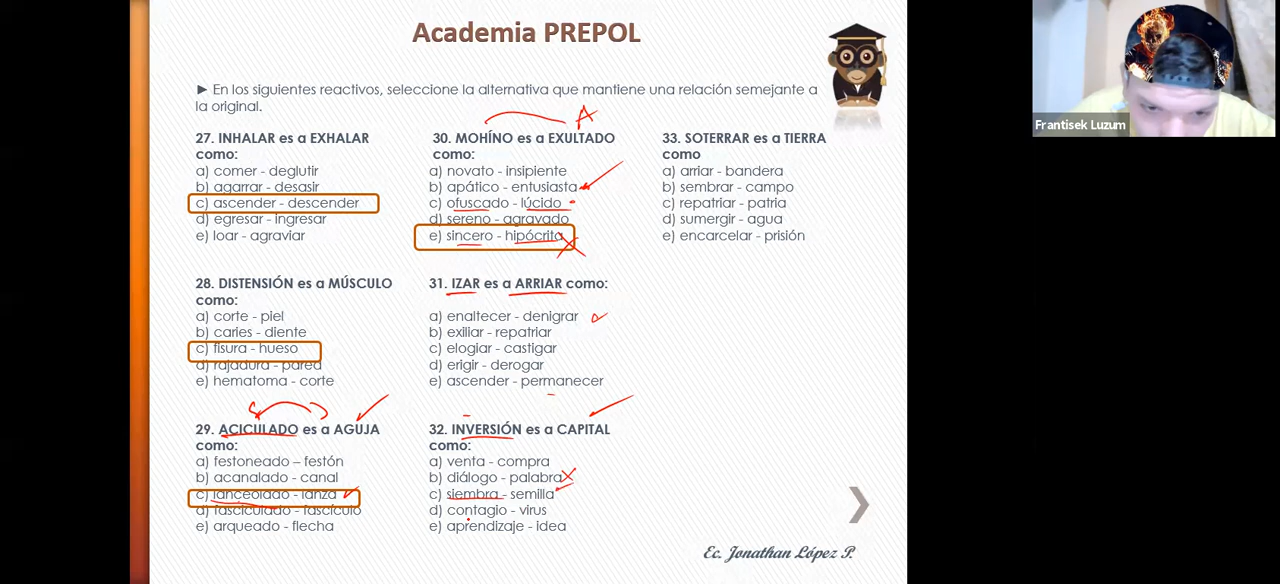 Academia PREPOL
► En los siguientes reactivos, seleccione la alternativa que mantiene una relación semejante a
la original.
27. INHALAR es a EXHALAR
como:
a) comer - deglutir
b) agarrar - desasir
c) ascender - descender
d) egresar - ingresar
e) loar - agraviar
28. DISTENSIÓN es a MÚSCULO
como:
a) corte - piel
b) caries - diente
c) fisura - hueso
d) rajadura - pared
e) hematoma - corte
29. ACICULADO es a AGUJA
como:
a) festoneado – festón
b) acanalado - canal
c) lanceolado - lanza
d) fasciculado - fascículo
e) arqueado - flecha
A
30. MOHÍNO es a EXULTADO
como:
a) novato - insipiente
b) apático - entusiasta
c) ofuscado - lúcido
d) sereno - agravado
e) sincero - hipócrita
31. IZAR es a ARRIAR como:
a) enaltecer - denigrar
b) exiliar - repatriar
c) elogiar - castigar
d) erigir - derogar
e) ascender - permanecer
32. INVERSIÓN es a CAPITAL
como:
a) venta - compra
b) diálogo - palabra
c) siembra - semilla
d) contagio - virus
e) aprendizaje - idea
33. SOTERRAR es a TIERRA
como
a) arriar - bandera
b) sembrar - campo
c) repatriar - patria
d) sumergir - agua
e) encarcelar - prisión
Ec. Jonathan López P.
Frantisek Luzum